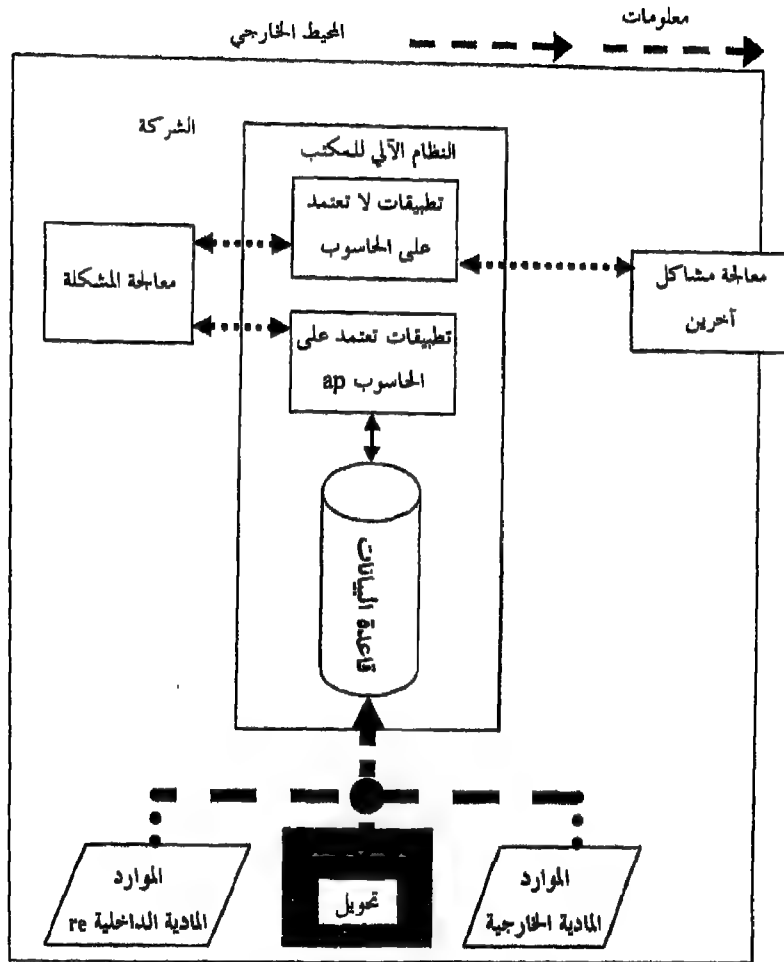 معلومات
المحيط الخارجي
الشركة
النظام الآلي للمكتب
تطبيقات لا تعتمد
على الحاسوب
معالجة المشكلة
معالجة مشاكل
آخرين
تطبيقات تعتمد على
الحاسوب ap
قاعدة البيانات
الموارد
المادية الخارجية
تحويل
الموارد
المادية الداخلية re